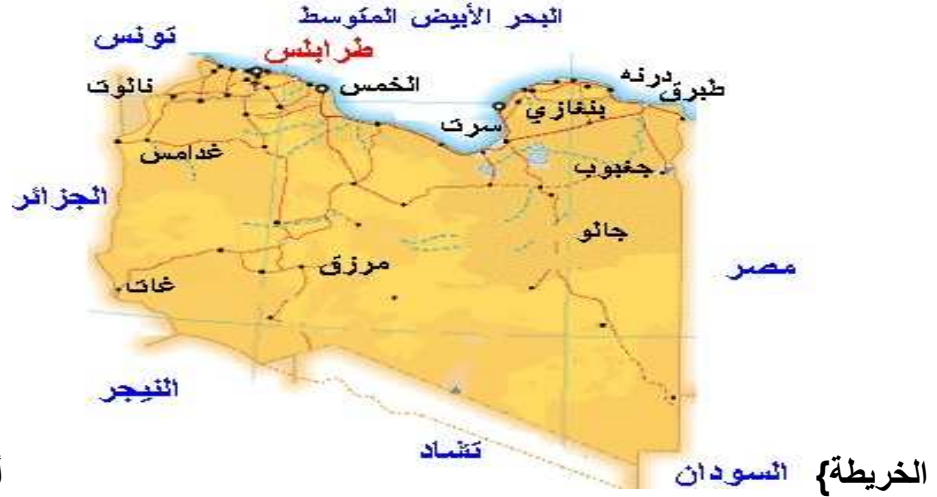 البحر الأبيض المتوسط
تونس
طرابلس
نالوت
الخمس
درنه
طبرق
بنغازي
سرت
غدامس
جغبوب
الجزائر
جالو
مرزق
مصر
غات
النيجر
تشاد
السودان
الخريطة}